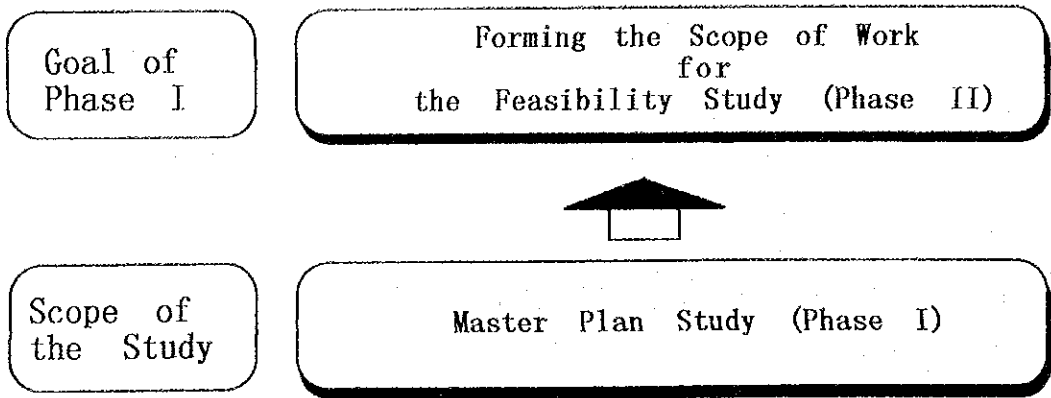 Goal of
Phase I
Forming the Scope of Work
for
the Feasibility Study (Phase II)
Scope of
the Study
Master Plan Study (Phase I)